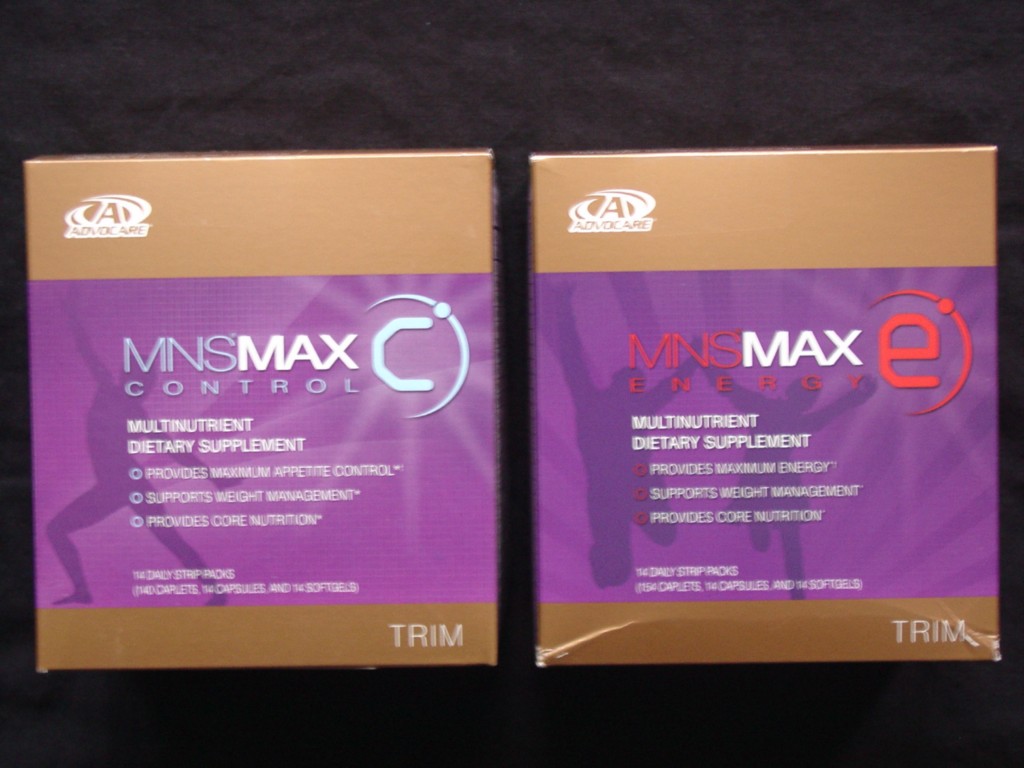 ADVOCARE
MNS®MAX C
CONTROL
MULTINUTRIENT
DIETARY SUPPLEMENT
PROVIDES MAXIMUM APPETITE CONTROL**
SUPPORTS WEIGHT MANAGEMENT**
PROVIDES CORE NUTRITION**
14 DAILY STRIP PACKS
(140 CAPLETS, 14 CAPSULES, AND 14 SOFTGELS)
TRIM
ADVOCARE
MNS®MAX e
ENERGY
MULTINUTRIENT
DIETARY SUPPLEMENT
PROVIDES MAXIMUM ENERGY**
SUPPORTS WEIGHT MANAGEMENT*
PROVIDES CORE NUTRITION*
14 DAILY STRIP PACKS
(154 CAPLETS, 14 CAPSULES, AND 14 SOFTGELS)
TRIM